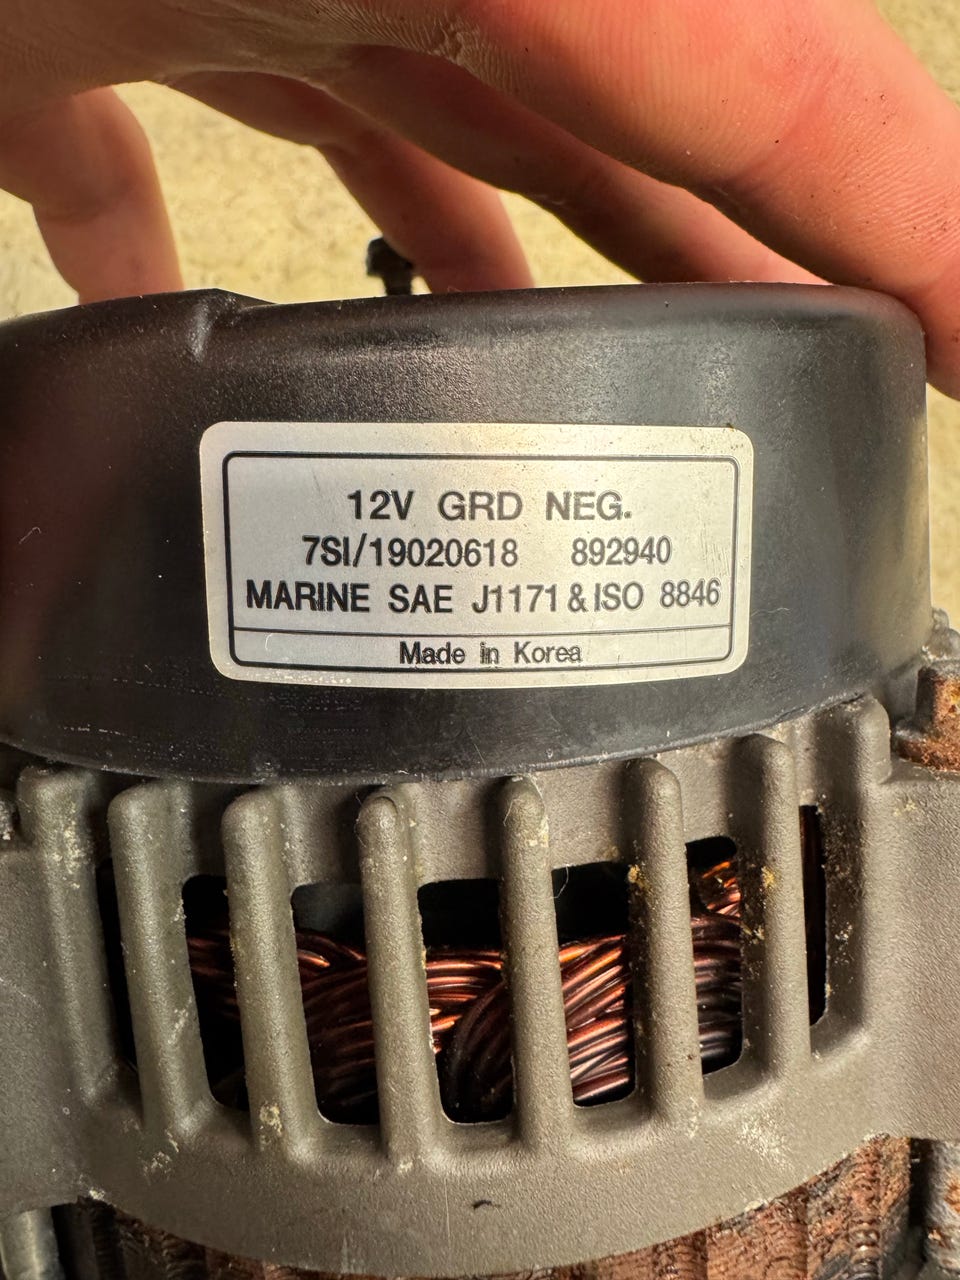 12V GRD NEG.
7SI/19020618 892940
MARINE SAE J1171 & ISO 8846
Made in Korea